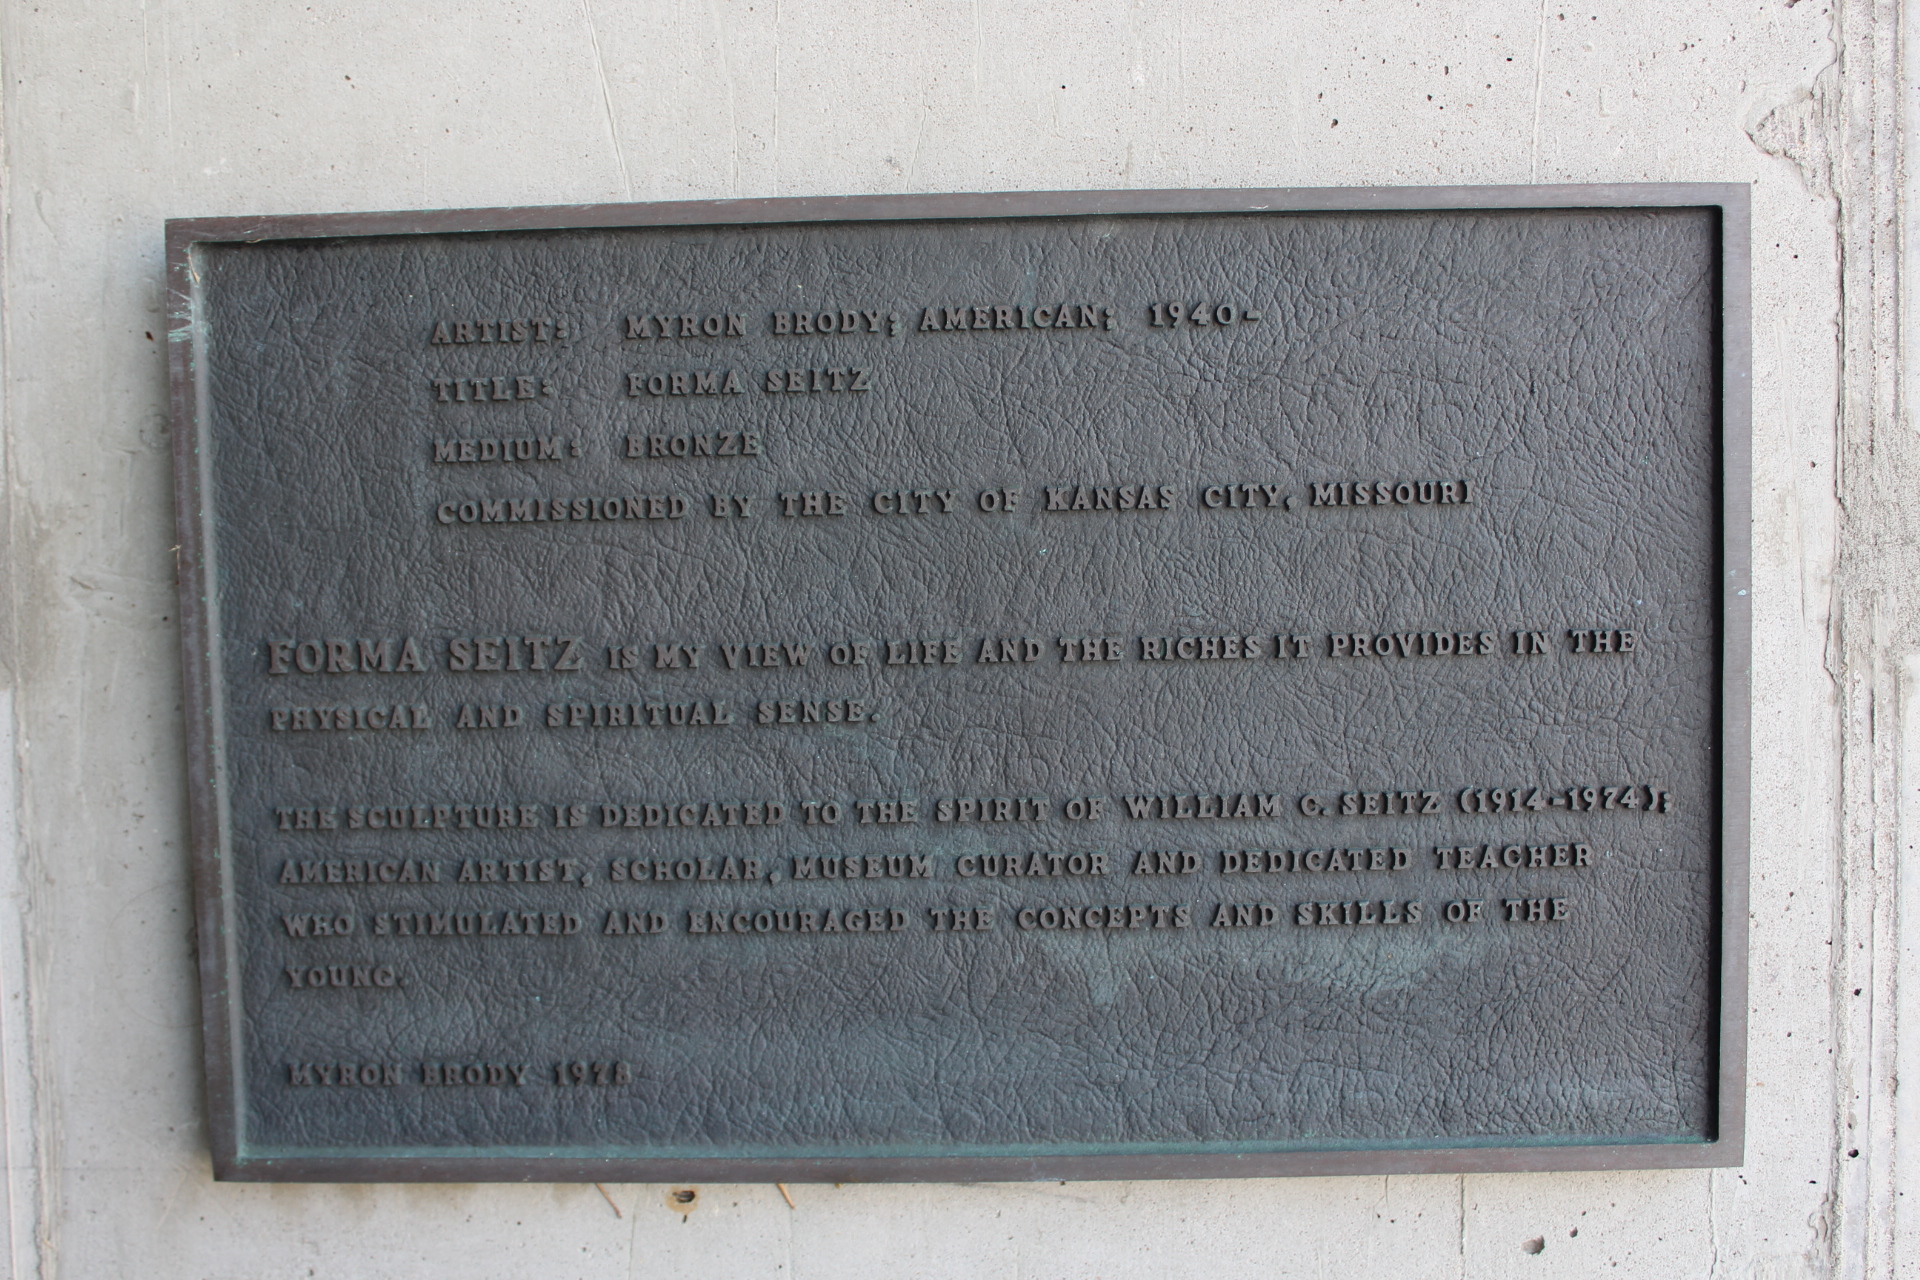 ARTIST: MYRON BRODY; AMERICAN; 1940-
TITLE: FORMA SEITZ
MEDIUM: BRONZE
COMMISSIONED BY THE CITY OF KANSAS CITY, MISSOURI
FORMA SEITZ IS MY VIEW OF LIFE AND THE RICHES IT PROVIDES IN THE
PHYSICAL AND SPIRITUAL SENSE.
THE SCULPTURE IS DEDICATED TO THE SPIRIT OF WILLIAM C. SEITZ (1914-1974);
AMERICAN ARTIST, SCHOLAR, MUSEUM CURATOR AND DEDICATED TEACHER
WHO STIMULATED AND ENCOURAGED THE CONCEPTS AND SKILLS OF THE
YOUNG.
MYRON BRODY 1978